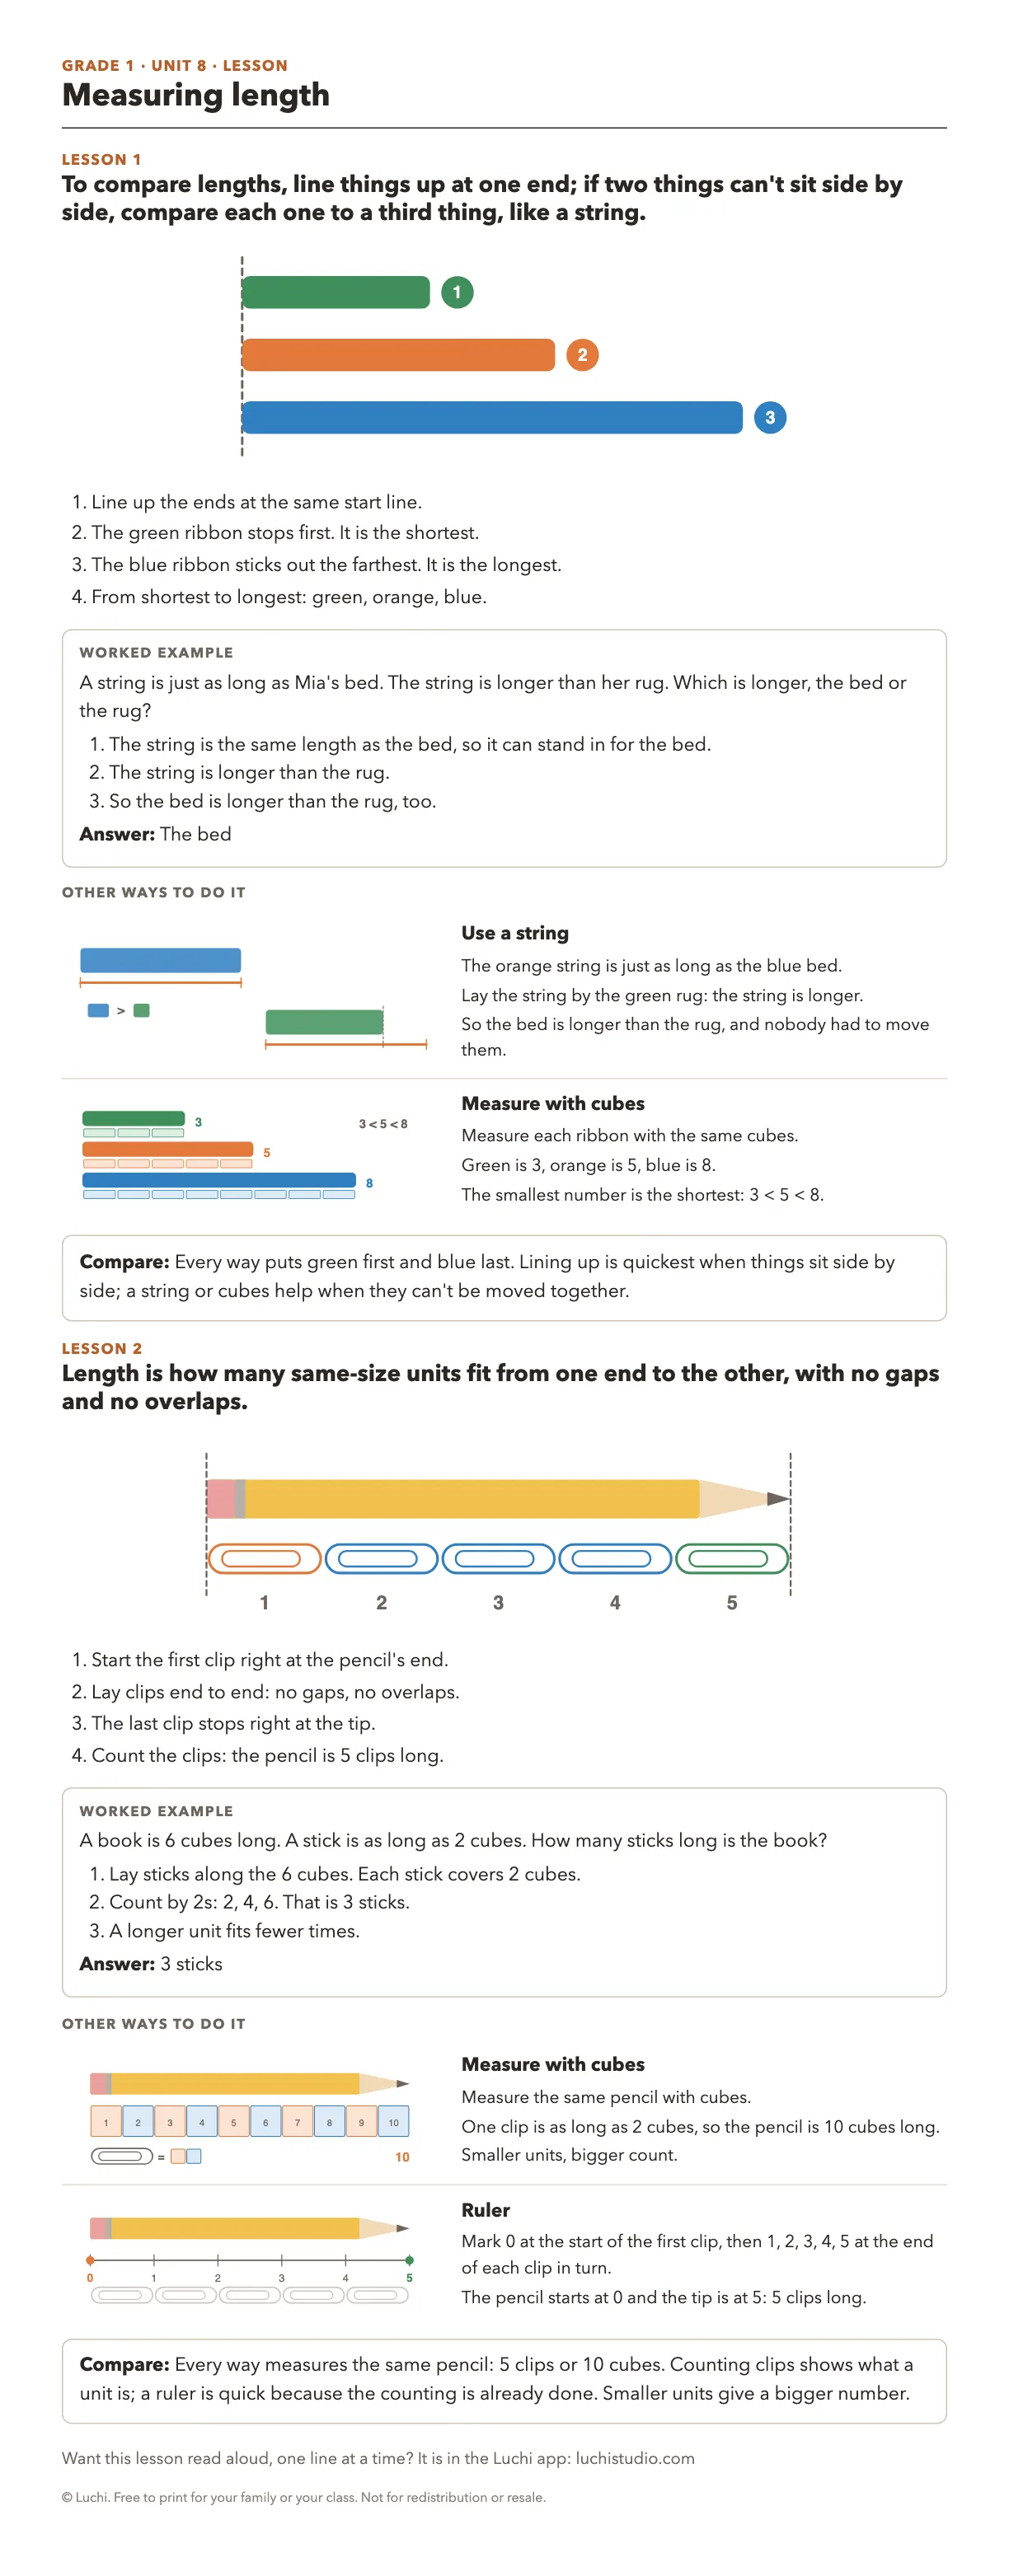 GRADE 1 · UNIT 8 · LESSON
Measuring length
LESSON 1
To compare lengths, line things up at one end; if two things can't sit side by
side, compare each one to a third thing, like a string.
1
2
3
1. Line up the ends at the same start line.
2. The green ribbon stops first. It is the shortest.
3. The blue ribbon sticks out the farthest. It is the longest.
4. From shortest to longest: green, orange, blue.
WORKED EXAMPLE
A string is just as long as Mia's bed. The string is longer than her rug. Which is longer, the bed or
the rug?
1. The string is the same length as the bed, so it can stand in for the bed.
2. The string is longer than the rug.
3. So the bed is longer than the rug, too.
Answer: The bed
OTHER WAYS TO DO IT
>
Use a string
The orange string is just as long as the blue bed.
Lay the string by the green rug: the string is longer.
So the bed is longer than the rug, and nobody had to move
them.
3
3 < 5 < 8
5
8
Measure with cubes
Measure each ribbon with the same cubes.
Green is 3, orange is 5, blue is 8.
The smallest number is the shortest: 3 < 5 < 8.
Compare: Every way puts green first and blue last. Lining up is quickest when things sit side by
side; a string or cubes help when they can't be moved together.
LESSON 2
Length is how many same-size units fit from one end to the other, with no gaps
and no overlaps.
1 2 3 4 5
1. Start the first clip right at the pencil's end.
2. Lay clips end to end: no gaps, no overlaps.
3. The last clip stops right at the tip.
4. Count the clips: the pencil is 5 clips long.
WORKED EXAMPLE
A book is 6 cubes long. A stick is as long as 2 cubes. How many sticks long is the book?
1. Lay sticks along the 6 cubes. Each stick covers 2 cubes.
2. Count by 2s: 2, 4, 6. That is 3 sticks.
3. A longer unit fits fewer times.
Answer: 3 sticks
OTHER WAYS TO DO IT
1 2 3 4 5 6 7 8 9 10
= 10
Measure with cubes
Measure the same pencil with cubes.
One clip is as long as 2 cubes, so the pencil is 10 cubes long.
Smaller units, bigger count.
0 1 2 3 4 5
Ruler
Mark 0 at the start of the first clip, then 1, 2, 3, 4, 5 at the end
of each clip in turn.
The pencil starts at 0 and the tip is at 5: 5 clips long.
Compare: Every way measures the same pencil: 5 clips or 10 cubes. Counting clips shows what a
unit is; a ruler is quick because the counting is already done. Smaller units give a bigger number.
Want this lesson read aloud, one line at a time? It is in the Luchi app: luchistudio.com
© Luchi. Free to print for your family or your class. Not for redistribution or resale.